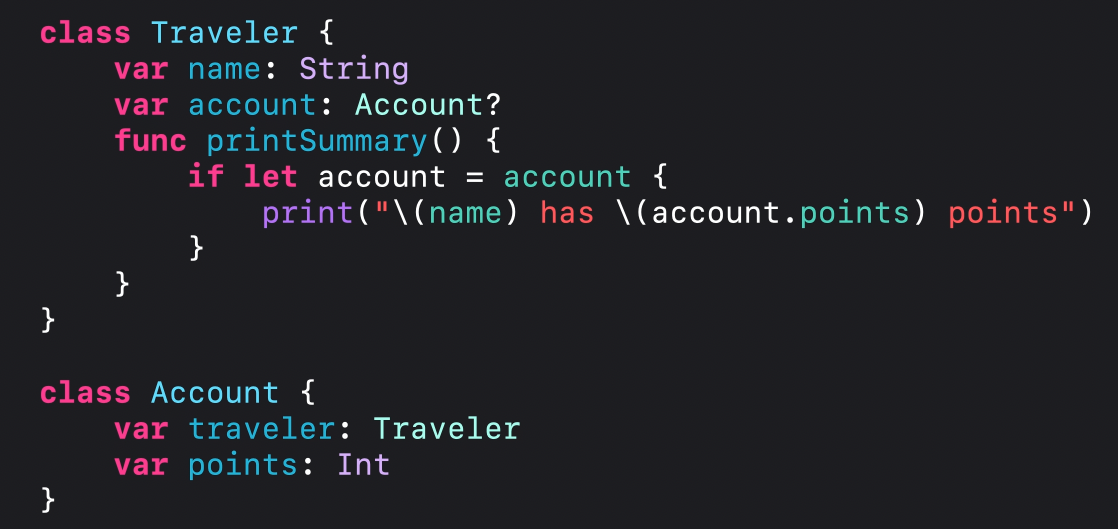 class Traveler {
    var name: String
    var account: Account?
    func printSummary() {
        if let account = account {
            print("\(name) has \(account.points) points")
        }
    }
}

class Account {
    var traveler: Traveler
    var points: Int
}